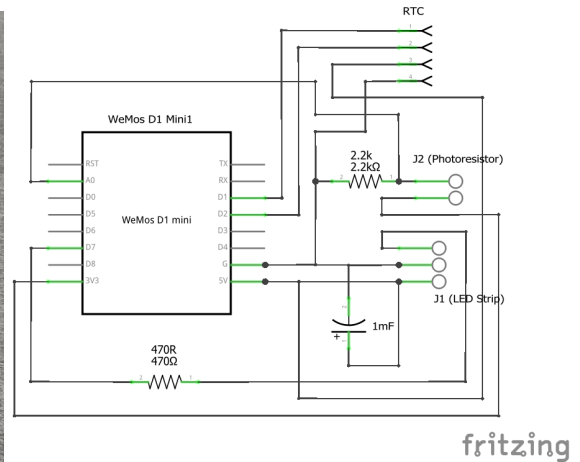 RTC
1
2
3
4
WeMos D1 Mini1
RST
A0
D0
D5
D6
D7
D8
3V3
WeMos D1 mini
TX
RX
D1
D2
D3
D4
G
5V
2.2k
2.2kΩ
2
1
J2 (Photoresistor)
J1 (LED Strip)
2
1mF
+
1
470R
470Ω
2
1
fritzing